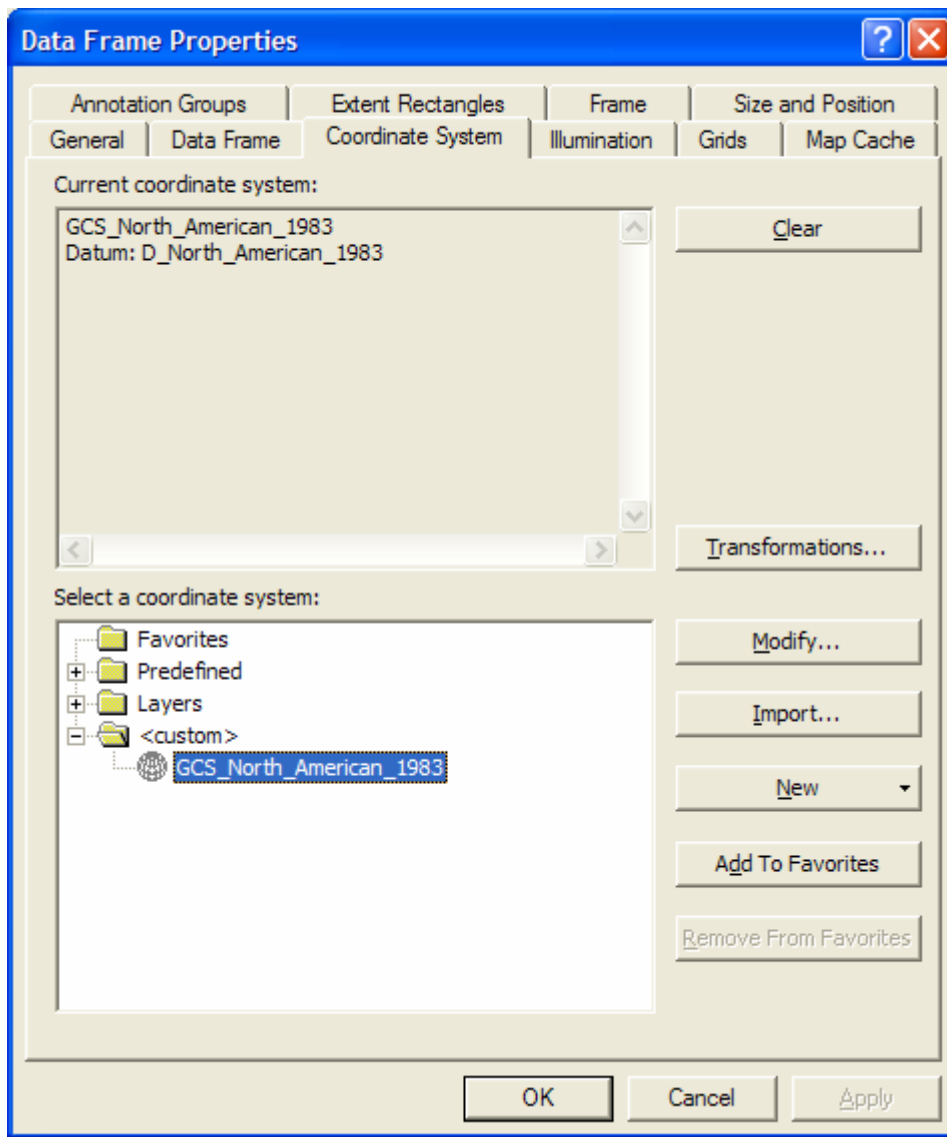 Data Frame Properties
Annotation Groups Extent Rectangles Frame Size and Position
General Data Frame Coordinate System Illumination Grids Map Cache
Current coordinate system:
GCS_North_American_1983
Datum: D_North_American_1983
Clear
Transformations...
Select a coordinate system:
Favorites
Predefined
Layers
<custom>
GCS_North_American_1983
Modify...
Import...
New
Add To Favorites
Remove From Favorites
OK Cancel Apply